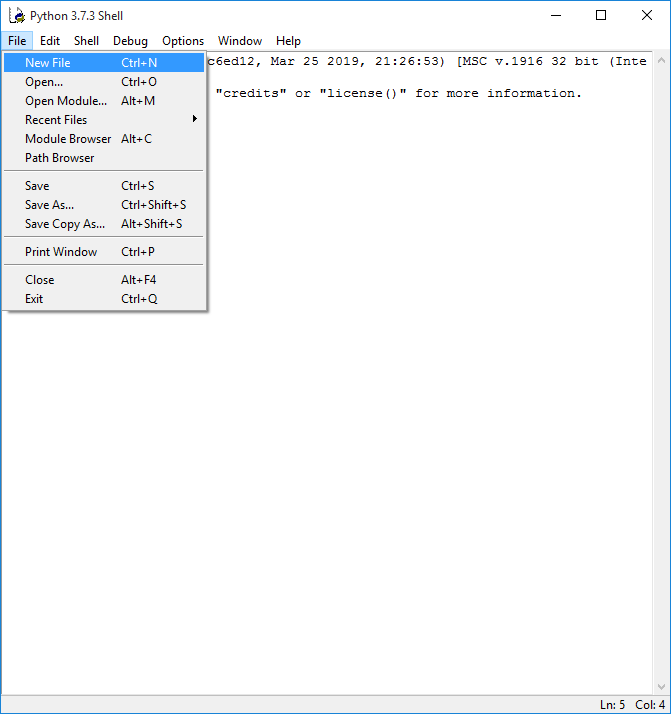 Python 3.7.3 Shell
File Edit Shell Debug Options Window Help
New File Ctrl+N
c6ed12, Mar 25 2019, 21:26:53) [MSC v.1916 32 bit (Inte
Open... Ctrl+O
"credits" or "license()" for more information.
Open Module... Alt+M
Recent Files
Module Browser Alt+C
Path Browser
Save Ctrl+S
Save As... Ctrl+Shift+S
Save Copy As... Alt+Shift+S
Print Window Ctrl+P
Close Alt+F4
Exit Ctrl+Q
Ln: 5 Col: 4